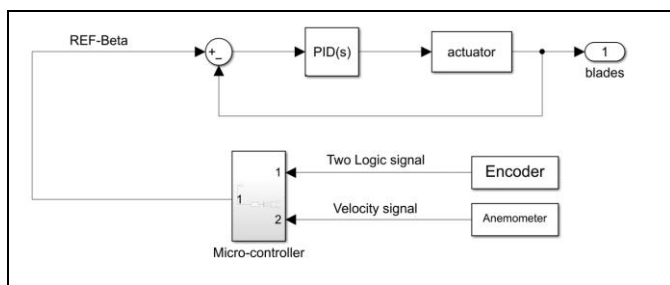 REF-Beta
+
−
PID(s)
actuator
1
blades
Two Logic signal
1
Encoder
1
Velocity signal
2
Anemometer
Micro-controller